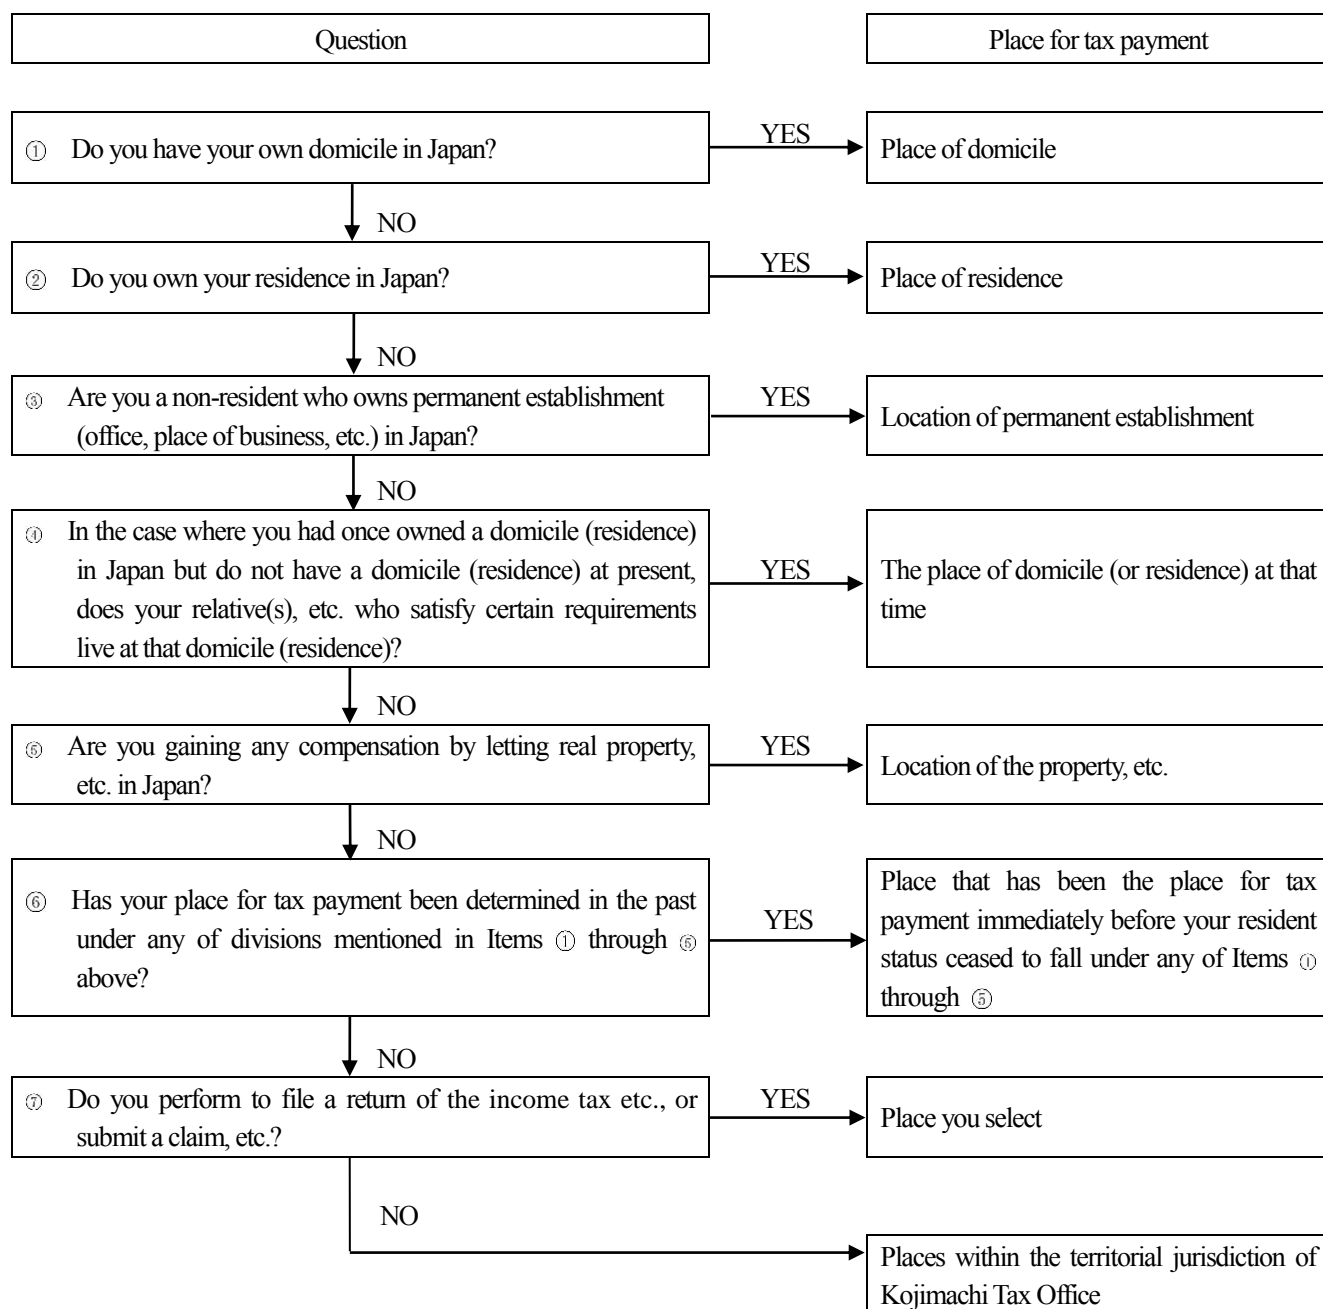 Question
Place for tax payment
① Do you have your own domicile in Japan?
YES
Place of domicile
NO
② Do you own your residence in Japan?
YES
Place of residence
NO
③ Are you a non-resident who owns permanent establishment
(office, place of business, etc.) in Japan?
YES
Location of permanent establishment
NO
④ In the case where you had once owned a domicile (residence)
in Japan but do not have a domicile (residence) at present,
does your relative(s), etc. who satisfy certain requirements
live at that domicile (residence)?
YES
The place of domicile (or residence) at that
time
NO
⑤ Are you gaining any compensation by letting real property,
etc. in Japan?
YES
Location of the property, etc.
NO
⑥ Has your place for tax payment been determined in the past
under any of divisions mentioned in Items ① through ⑤
above?
YES
Place that has been the place for tax
payment immediately before your resident
status ceased to fall under any of Items ①
through ⑤
NO
⑦ Do you perform to file a return of the income tax etc., or
submit a claim, etc.?
YES
Place you select
NO
Places within the territorial jurisdiction of
Kojimachi Tax Office